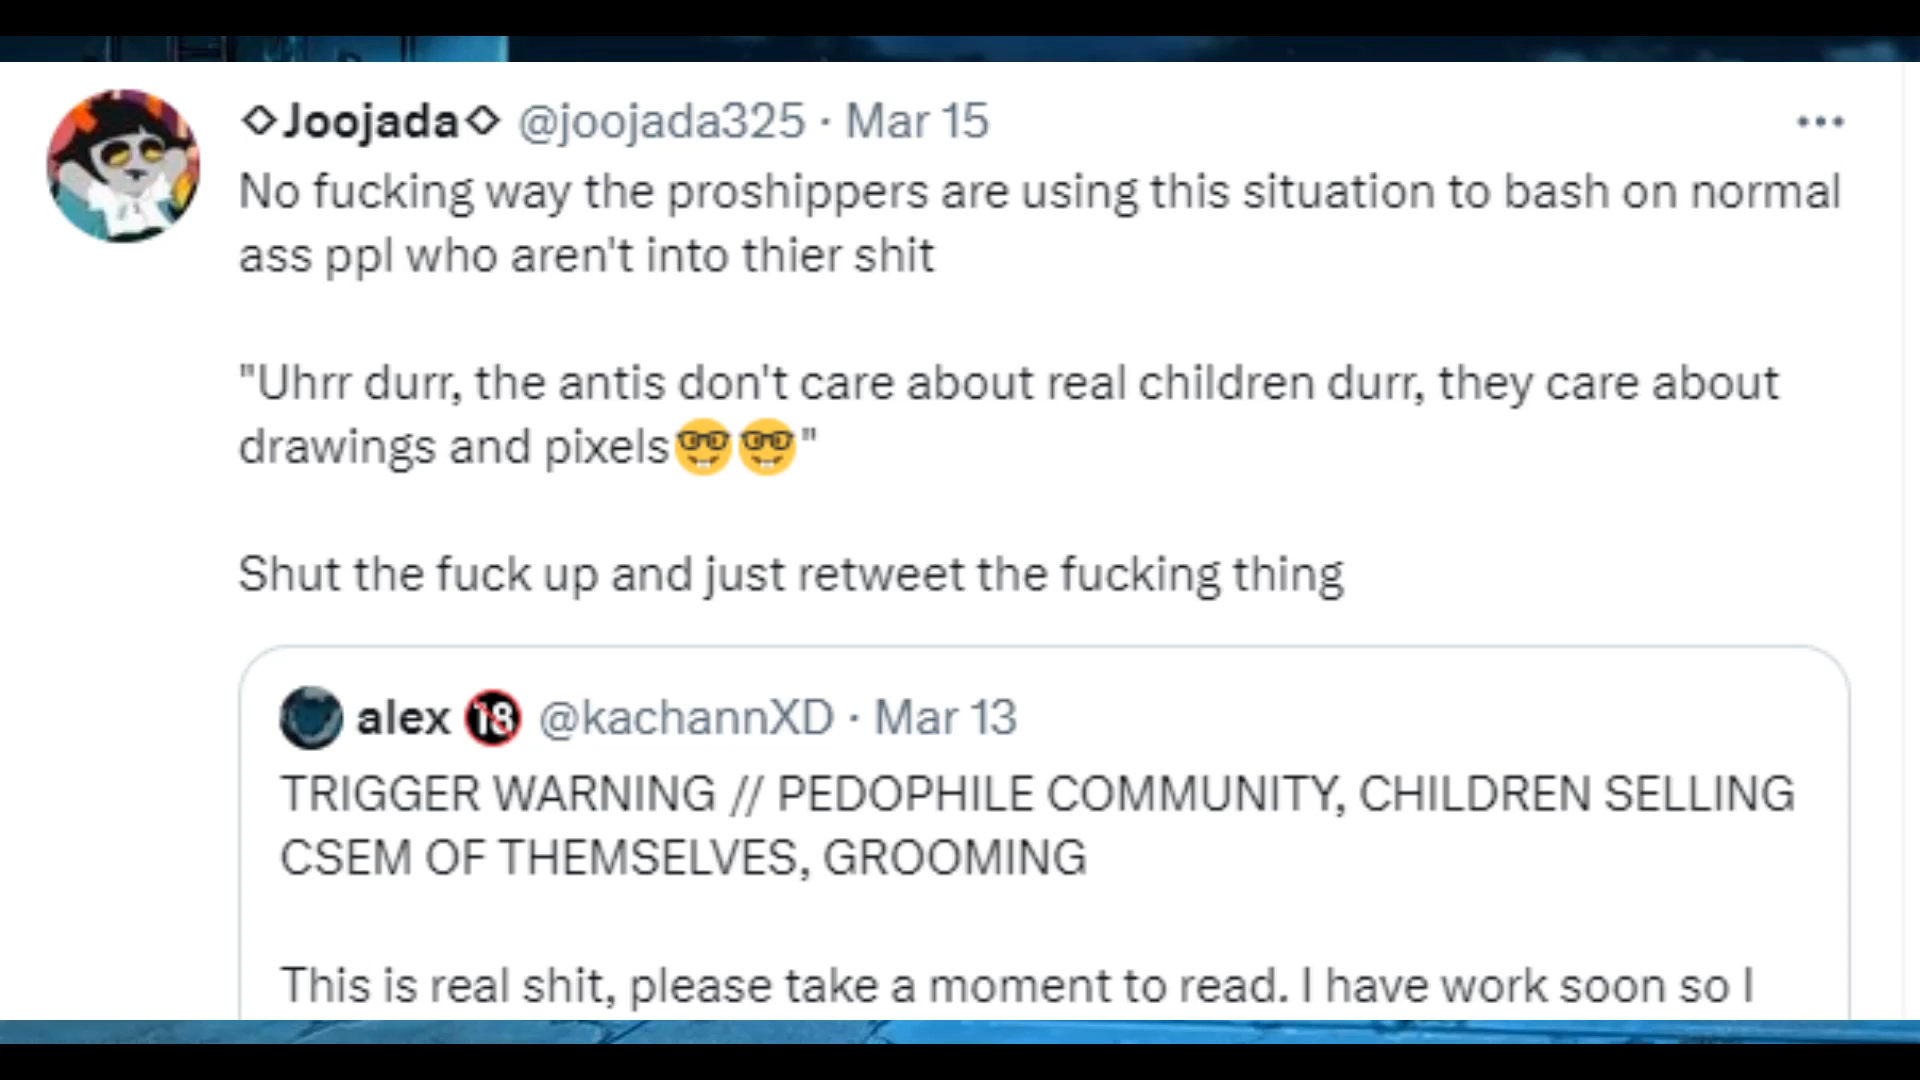 ◇Joojada◇ @joojada325 · Mar 15
No fucking way the proshippers are using this situation to bash on normal
ass ppl who aren't into thier shit
"Uhrr durr, the antis don't care about real children durr, they care about
drawings and pixels🤓🤓"
Shut the fuck up and just retweet the fucking thing
alex 🔞 @kachannXD · Mar 13
TRIGGER WARNING // PEDOPHILE COMMUNITY, CHILDREN SELLING
CSEM OF THEMSELVES, GROOMING
This is real shit, please take a moment to read. I have work soon so I